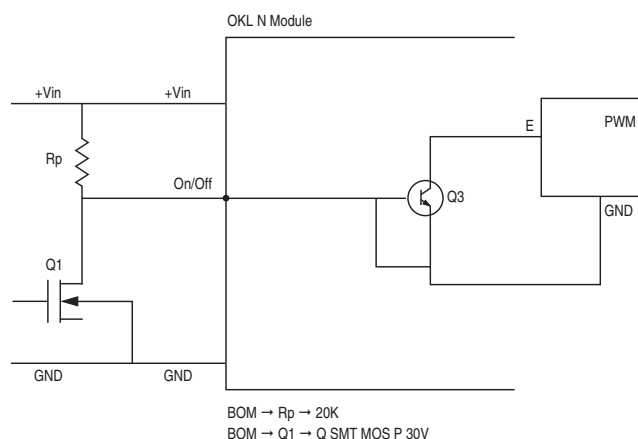 OKL N Module
+Vin +Vin
E PWM
Rp
On/Off
Q3
GND
Q1
GND GND
BOM → Rp → 20K
BOM → Q1 → Q SMT MOS P 30V